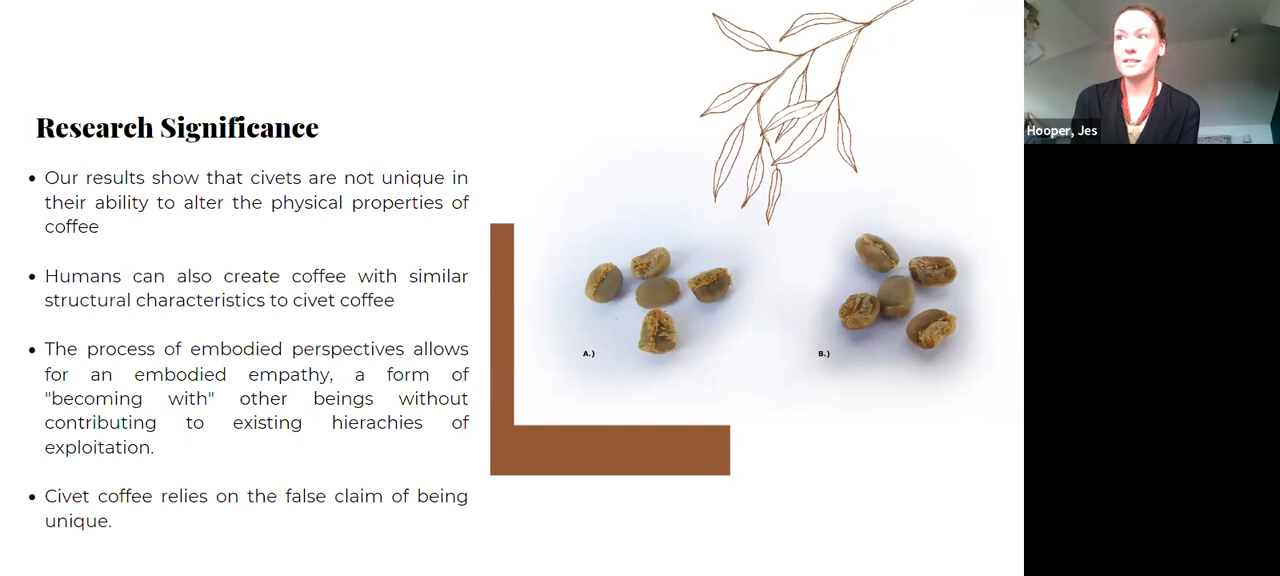 Research Significance
• Our results show that civets are not unique in
their ability to alter the physical properties of
coffee
• Humans can also create coffee with similar
structural characteristics to civet coffee
• The process of embodied perspectives allows
for an embodied empathy, a form of
"becoming with" other beings without
contributing to existing hierachies of
exploitation.
• Civet coffee relies on the false claim of being
unique.
A.)
B.)
Hooper, Jes